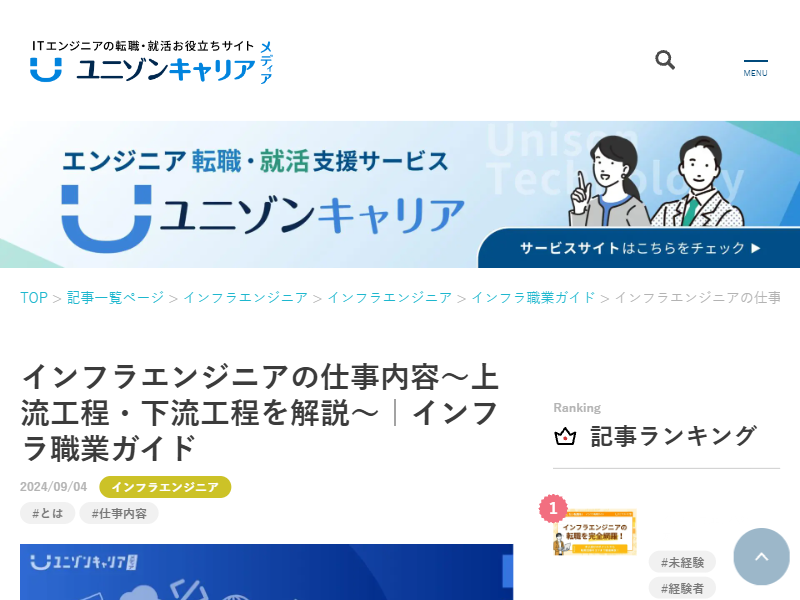 ITエンジニアの転職・就活お役立ちサイト
ユニゾンキャリア
メディア
MENU
Unison
Technology
エンジニア転職・就活支援サービス
ユニゾンキャリア
サービスサイトはこちらをチェック ▶
TOP > 記事一覧ページ > インフラエンジニア > インフラエンジニア > インフラ職業ガイド > インフラエンジニアの仕事
インフラエンジニアの仕事内容～上
流工程・下流工程を解説～｜インフ
ラ職業ガイド
2024/09/04 インフラエンジニア
#とは #仕事内容
ユニゾンキャリア
Ranking
記事ランキング
1
インフラエンジニアの
転職を完全網羅！
#未経験
#経験者